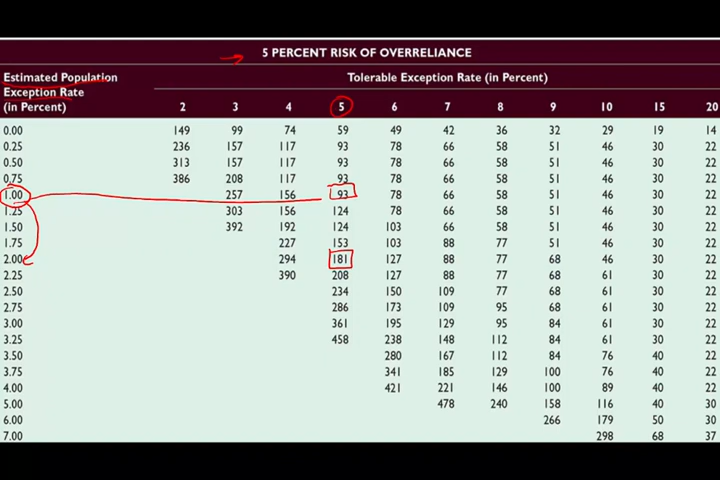 5 PERCENT RISK OF OVERRELIANCE
Estimated Population Exception Rate (in Percent)
Tolerable Exception Rate (in Percent)
2 3 4 5 6 7 8 9 10 15 20
0.00 149 99 74 59 49 42 36 32 29 19 14
0.25 236 157 117 93 78 66 58 51 46 30 22
0.50 313 157 117 93 78 66 58 51 46 30 22
0.75 386 208 117 93 78 66 58 51 46 30 22
1.00 257 156 93 78 66 58 51 46 30 22
1.25 303 156 124 78 66 58 51 46 30 22
1.50 392 192 124 103 66 58 51 46 30 22
1.75 227 153 103 88 77 51 46 30 22
2.00 294 181 127 88 77 68 46 30 22
2.25 390 208 127 88 77 68 61 30 22
2.50 234 150 109 77 68 61 30 22
2.75 286 173 109 95 68 61 30 22
3.00 361 195 129 95 84 61 30 22
3.25 458 238 148 112 84 61 30 22
3.50 280 167 112 84 76 40 22
3.75 341 185 129 100 76 40 22
4.00 421 221 146 100 89 40 22
5.00 478 240 158 116 40 30
6.00 266 179 50 30
7.00 298 68 37